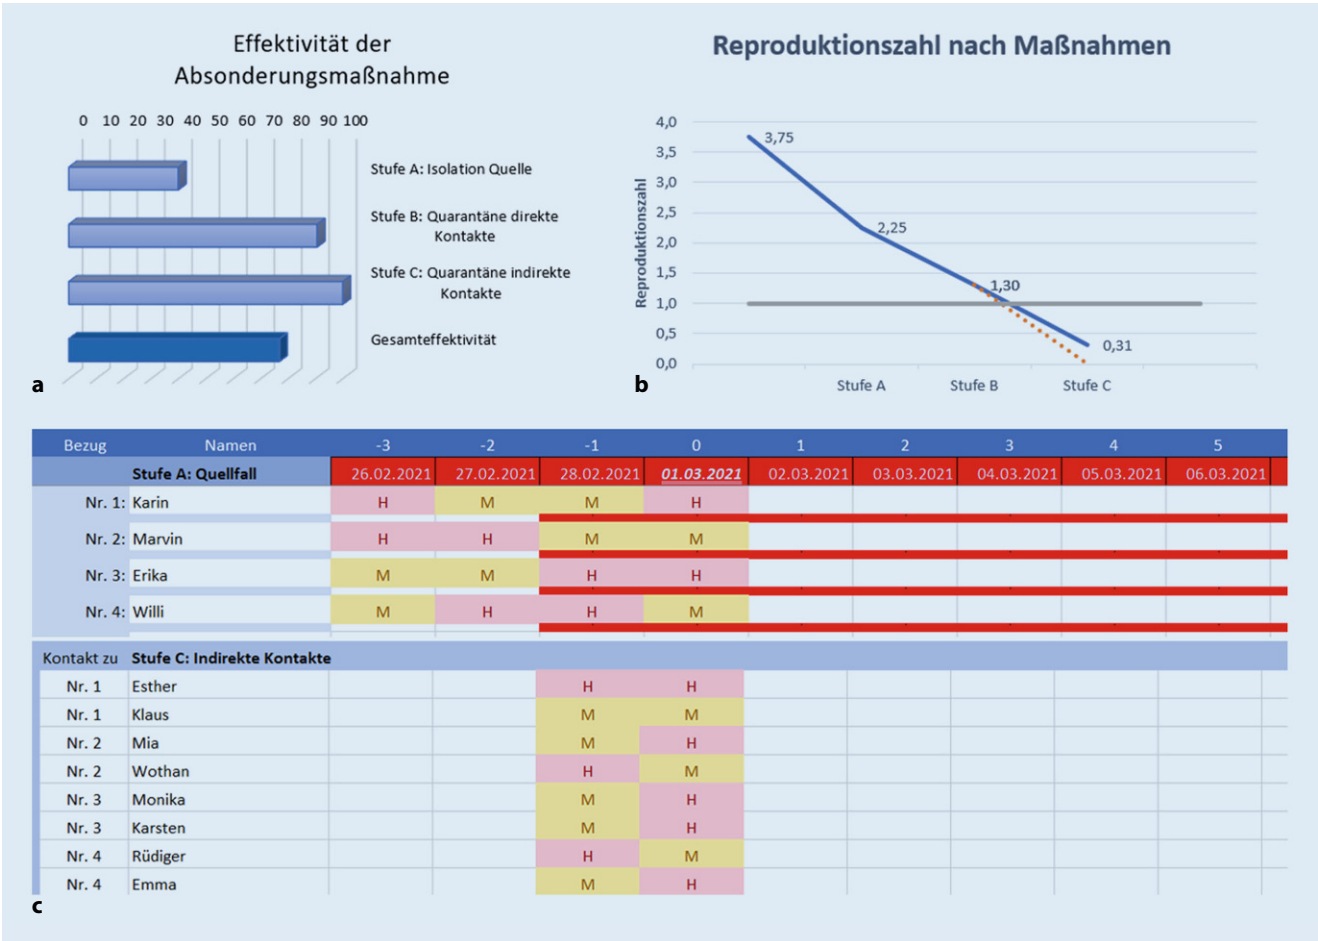 Effektivität der
Absonderungsmaßnahme
0 10 20 30 40 50 60 70 80 90 100
Stufe A: Isolation Quelle
Stufe B: Quarantäne direkte
Kontakte
Stufe C: Quarantäne indirekte
Kontakte
Gesamteffektivität
a
Reproduktionszahl nach Maßnahmen
Reproduktionszahl
4,0
3,5
3,0
2,5
2,0
1,5
1,0
0,5
0,0
3,75
2,25
1,30
0,31
Stufe A Stufe B Stufe C
b
Bezug Namen -3 -2 -1 0 1 2 3 4 5
Stufe A: Quellfall 26.02.2021 27.02.2021 28.02.2021 01.03.2021 02.03.2021 03.03.2021 04.03.2021 05.03.2021 06.03.2021
Nr. 1: Karin H M M H
Nr. 2: Marvin H H M M
Nr. 3: Erika M M H H
Nr. 4: Willi M H H M
Kontakt zu Stufe C: Indirekte Kontakte
Nr. 1 Esther H H
Nr. 1 Klaus M M
Nr. 2 Mia M H
Nr. 2 Wothan H M
Nr. 3 Monika M H
Nr. 3 Karsten M H
Nr. 4 Rüdiger H M
Nr. 4 Emma M H
c